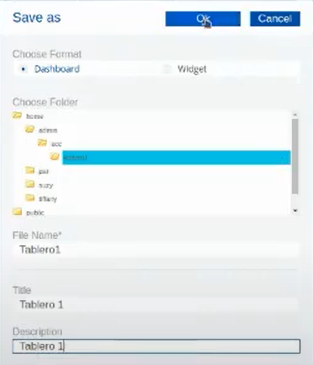 Save as
Ok
Cancel
Choose Format
Dashboard
Widget
Choose Folder
home
admin
public
File Name*
Tablero1
Title
Tablero 1
Description
Tablero 1